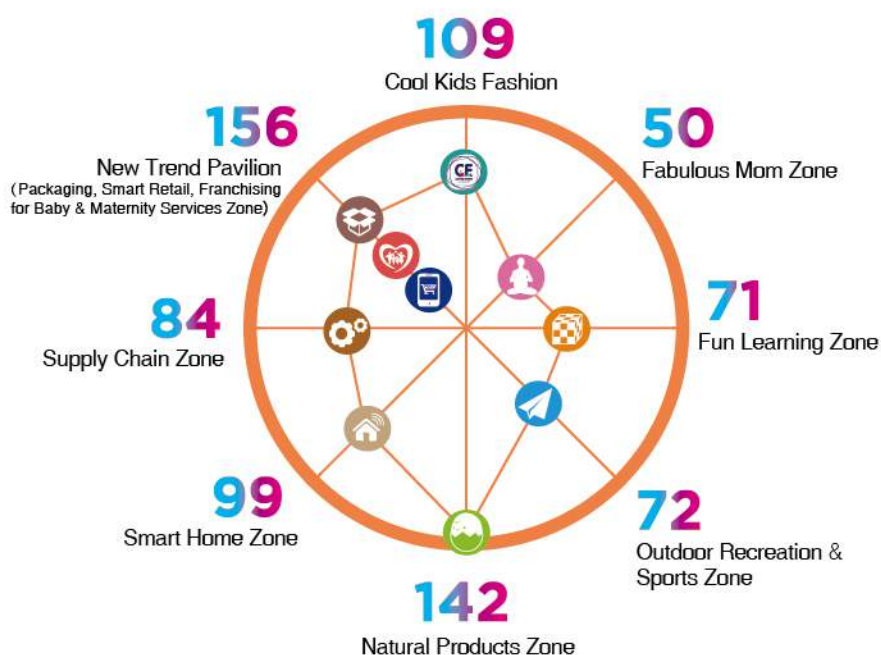 109
Cool Kids Fashion
156
New Trend Pavilion
(Packaging, Smart Retail, Franchising
for Baby & Maternity Services Zone)
50
Fabulous Mom Zone
CF
84
Supply Chain Zone
71
Fun Learning Zone
99
Smart Home Zone
72
Outdoor Recreation &
Sports Zone
142
Natural Products Zone